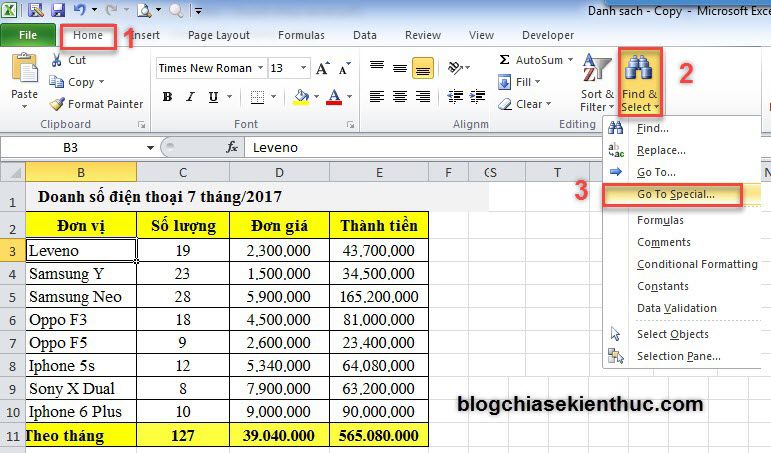 Danh sach - Copy - Microsoft Exce
File Home Insert Page Layout Formulas Data Review View Developer
1
Cut
Copy
Format Painter
Paste
Clipboard
Times New Roman 13
B I U
Font
Alignm
AutoSum
Fill
Clear
Sort & Filter
Find & Select
Editing
2
B3 fx Leveno
Find...
Replace...
Go To...
3 Go To Special...
Formulas
Comments
Conditional Formatting
Constants
Data Validation
Select Objects
Selection Pane...
B C D E F CS T U N
1 Doanh số điện thoại 7 tháng/2017
2 Đơn vị Số lượng Đơn giá Thành tiền
3 Leveno 19 2,300,000 43,700,000
4 Samsung Y 23 1,500,000 34,500,000
5 Samsung Neo 28 5,900,000 165,200,000
6 Oppo F3 18 4,500,000 81,000,000
7 Oppo F5 9 2,600,000 23,400,000
8 Iphone 5s 12 5,340,000 64,080,000
9 Sony X Dual 8 7,900,000 63,200,000
10 Iphone 6 Plus 10 9,000,000 90,000,000
11 Theo tháng 127 39.040.000 565.080.000
blogchiasekienthuc.com